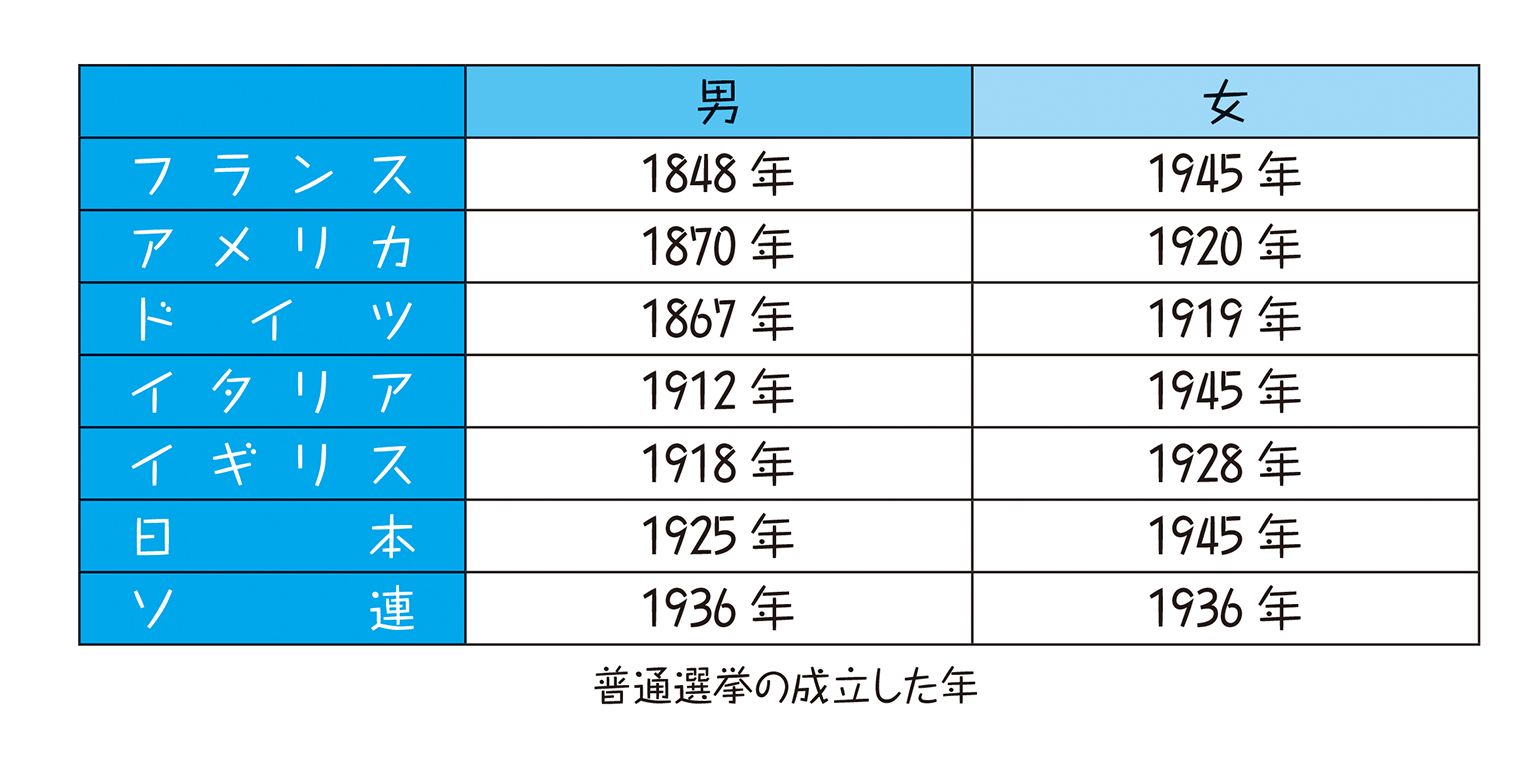 男 女
フランス 1848年 1945年
アメリカ 1870年 1920年
ドイツ 1867年 1919年
イタリア 1912年 1945年
イギリス 1918年 1928年
日本 1925年 1945年
ソ連 1936年 1936年
普通選挙の成立した年